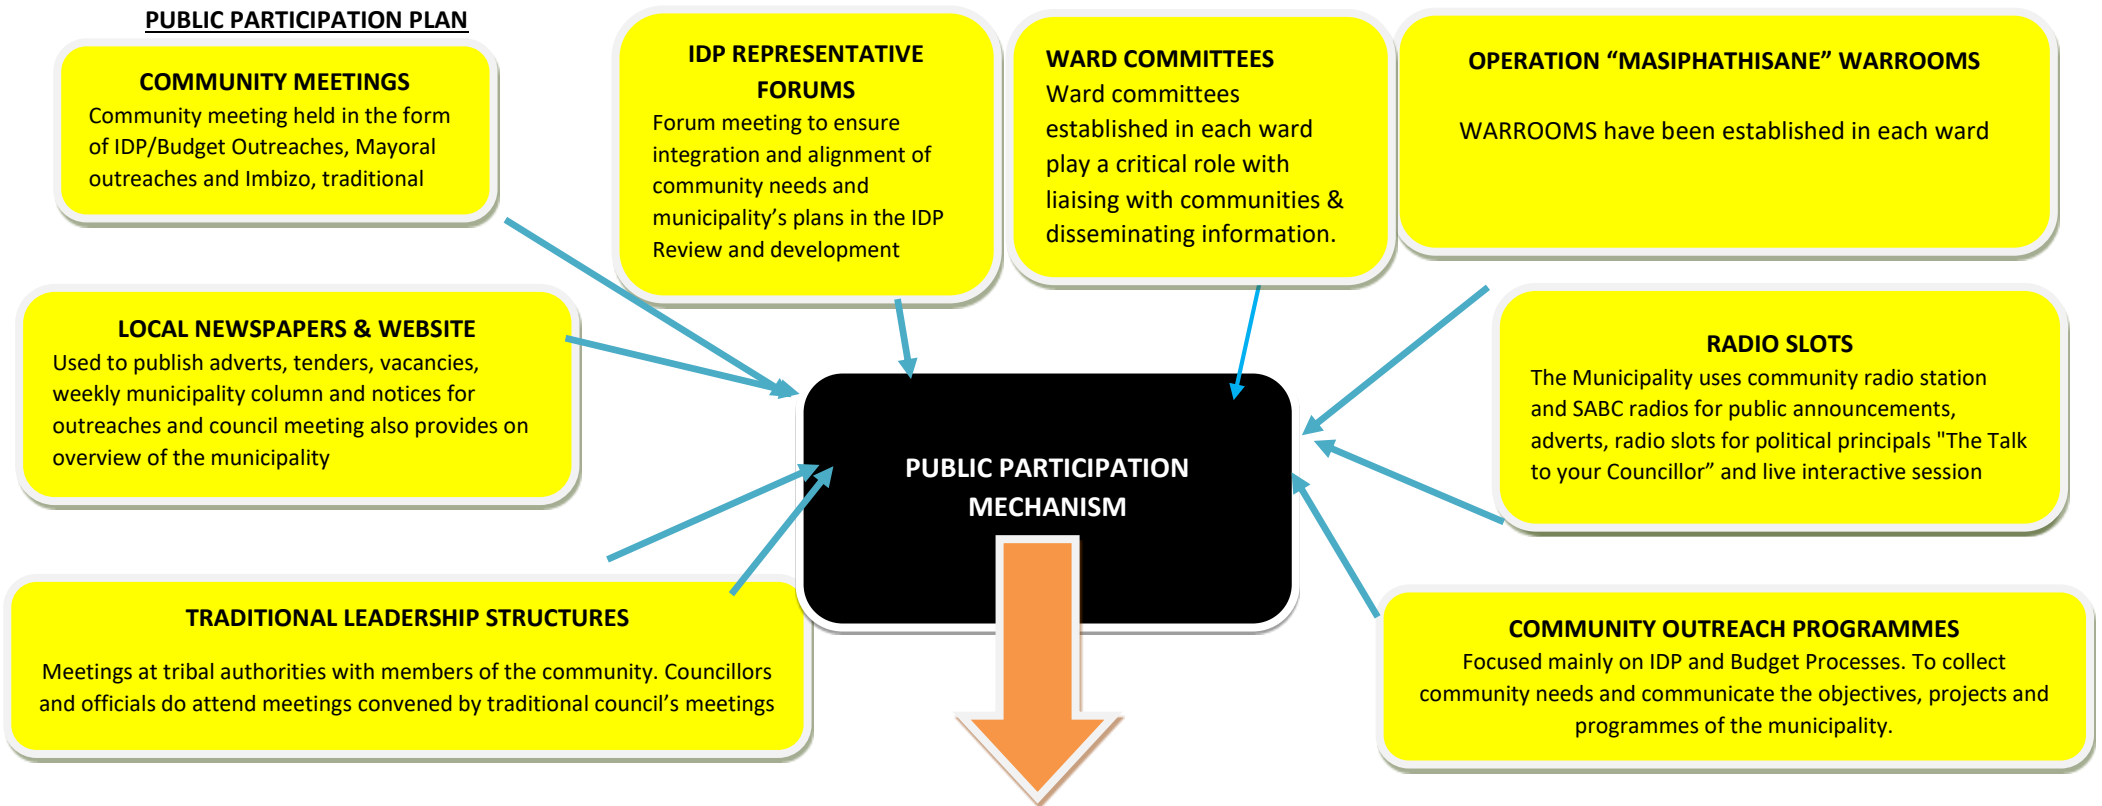 PUBLIC PARTICIPATION PLAN
COMMUNITY MEETINGS
Community meeting held in the form
of IDP/Budget Outreaches, Mayoral
outreaches and Imbizo, traditional
IDP REPRESENTATIVE
FORUMS
Forum meeting to ensure
integration and alignment of
community needs and
municipality’s plans in the IDP
Review and development
WARD COMMITTEES
Ward committees
established in each ward
play a critical role with
liaising with communities &
disseminating information.
OPERATION “MASIPHATHISANE” WARROOMS
WARROOMS have been established in each ward
LOCAL NEWSPAPERS & WEBSITE
Used to publish adverts, tenders, vacancies,
weekly municipality column and notices for
outreaches and council meeting also provides on
overview of the municipality
RADIO SLOTS
The Municipality uses community radio station
and SABC radios for public announcements,
adverts, radio slots for political principals "The Talk
to your Councillor” and live interactive session
PUBLIC PARTICIPATION
MECHANISM
TRADITIONAL LEADERSHIP STRUCTURES
Meetings at tribal authorities with members of the community. Councillors
and officials do attend meetings convened by traditional council’s meetings
COMMUNITY OUTREACH PROGRAMMES
Focused mainly on IDP and Budget Processes. To collect
community needs and communicate the objectives, projects and
programmes of the municipality.